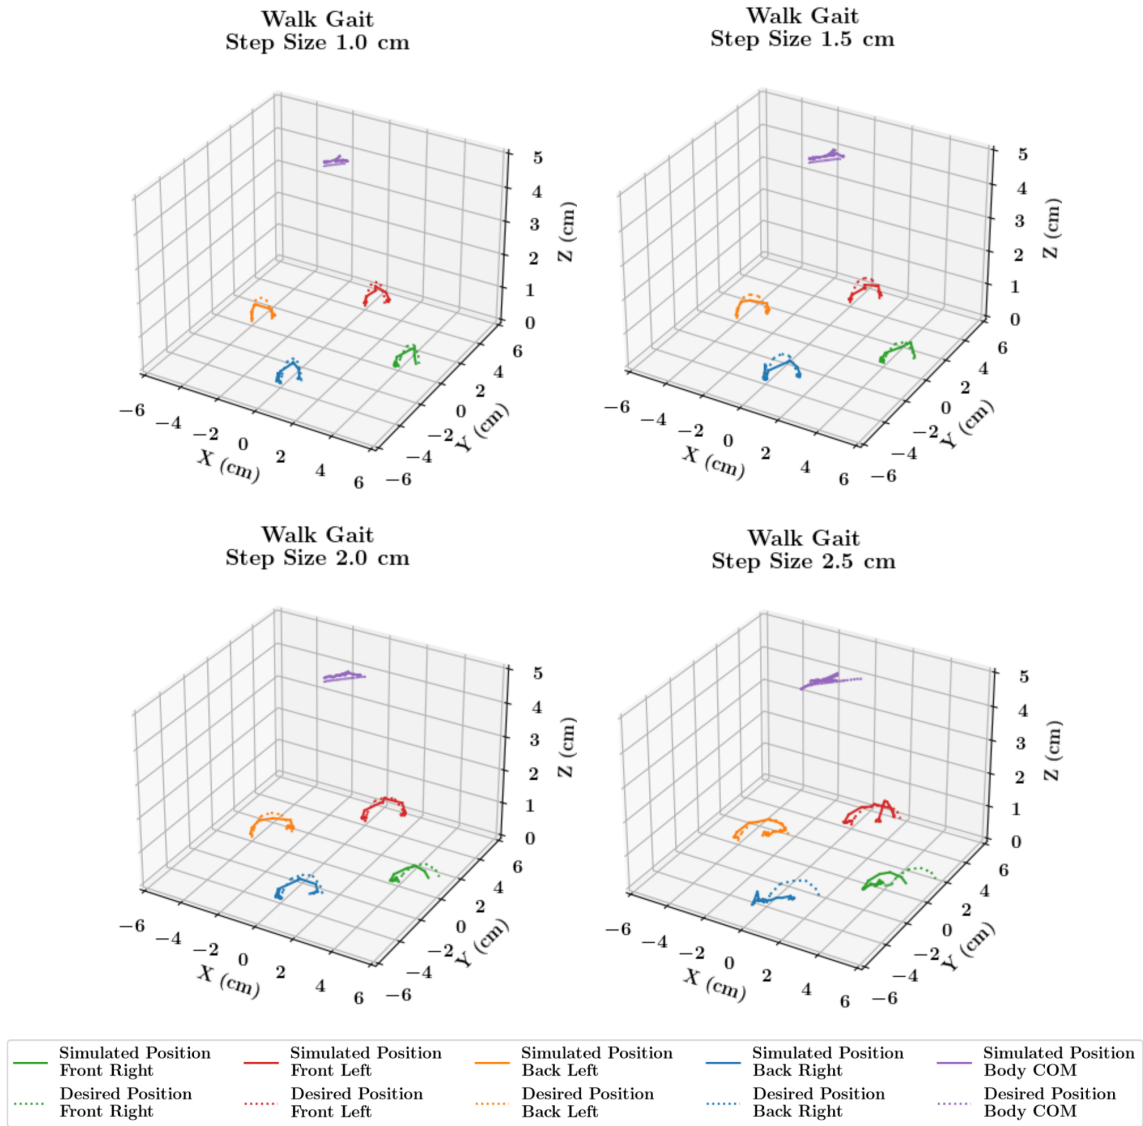 Walk Gait
Step Size 1.0 cm
5
4
3
2
1
0
Z (cm)
6
4
2
0
−2
−4
−6
Y (cm)
−6
−4
−2
0
2
4
6
X (cm)
Walk Gait
Step Size 1.5 cm
5
4
3
2
1
0
Z (cm)
6
4
2
0
−2
−4
−6
Y (cm)
−6
−4
−2
0
2
4
6
X (cm)
Walk Gait
Step Size 2.0 cm
5
4
3
2
1
0
Z (cm)
6
4
2
0
−2
−4
−6
Y (cm)
−6
−4
−2
0
2
4
6
X (cm)
Walk Gait
Step Size 2.5 cm
5
4
3
2
1
0
Z (cm)
6
4
2
0
−2
−4
−6
Y (cm)
−6
−4
−2
0
2
4
6
X (cm)
Simulated Position
Front Right
Desired Position
Front Right
Simulated Position
Front Left
Desired Position
Front Left
Simulated Position
Back Left
Desired Position
Back Left
Simulated Position
Back Right
Desired Position
Back Right
Simulated Position
Body COM
Desired Position
Body COM